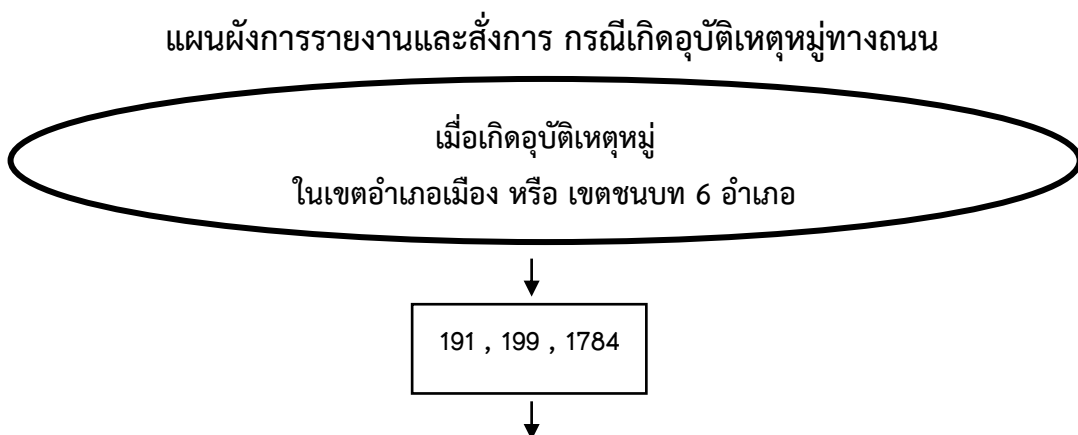 แผนผังการรายงานและสั่งการ กรณีเกิดอุบัติเหตุหมู่ทางถนน
เมื่อเกิดอุบัติเหตุหมู่
ในเขตอำเภอเมือง หรือ เขตชนบท 6 อำเภอ
191 , 199 , 1784